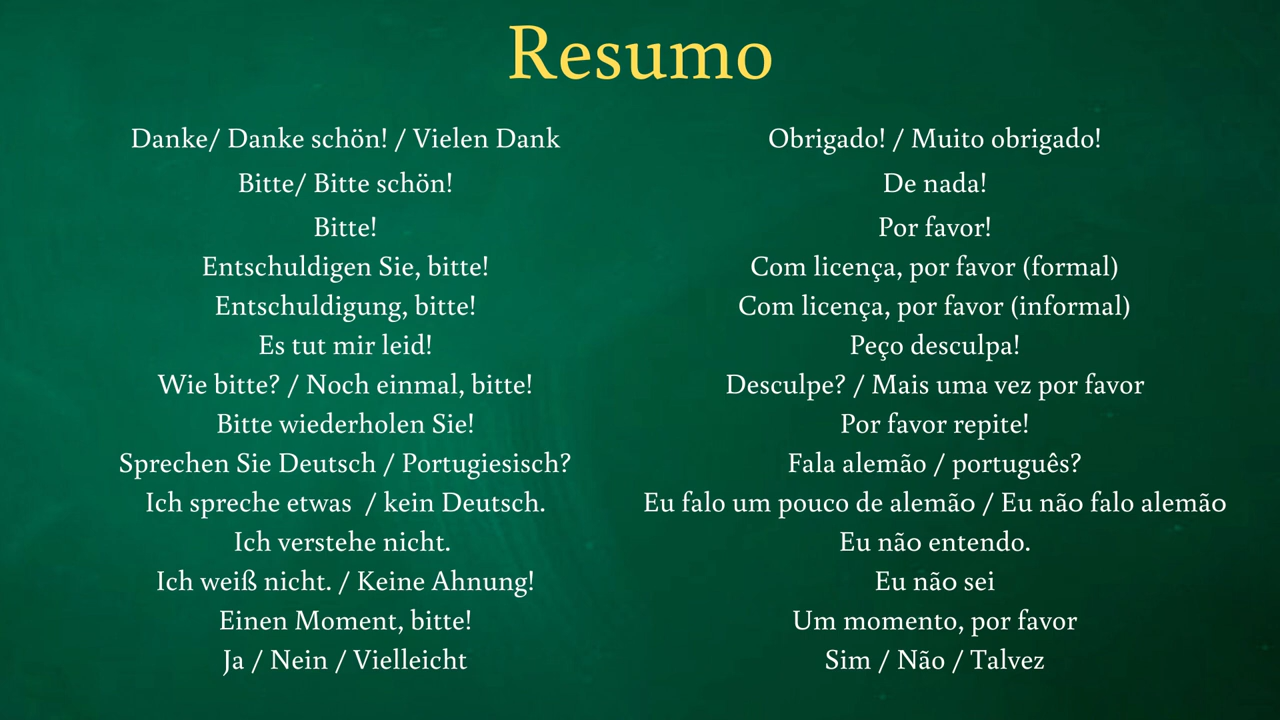 Resumo
Danke/ Danke schön! / Vielen Dank
Obrigado! / Muito obrigado!
Bitte/ Bitte schön!
De nada!
Bitte!
Por favor!
Entschuldigen Sie, bitte!
Com licença, por favor (formal)
Entschuldigung, bitte!
Com licença, por favor (informal)
Es tut mir leid!
Peço desculpa!
Wie bitte? / Noch einmal, bitte!
Desculpe? / Mais uma vez por favor
Bitte wiederholen Sie!
Por favor repite!
Sprechen Sie Deutsch / Portugiesisch?
Fala alemão / português?
Ich spreche etwas / kein Deutsch.
Eu falo um pouco de alemão / Eu não falo alemão
Ich verstehe nicht.
Eu não entendo.
Ich weiß nicht. / Keine Ahnung!
Eu não sei
Einen Moment, bitte!
Um momento, por favor
Ja / Nein / Vielleicht
Sim / Não / Talvez